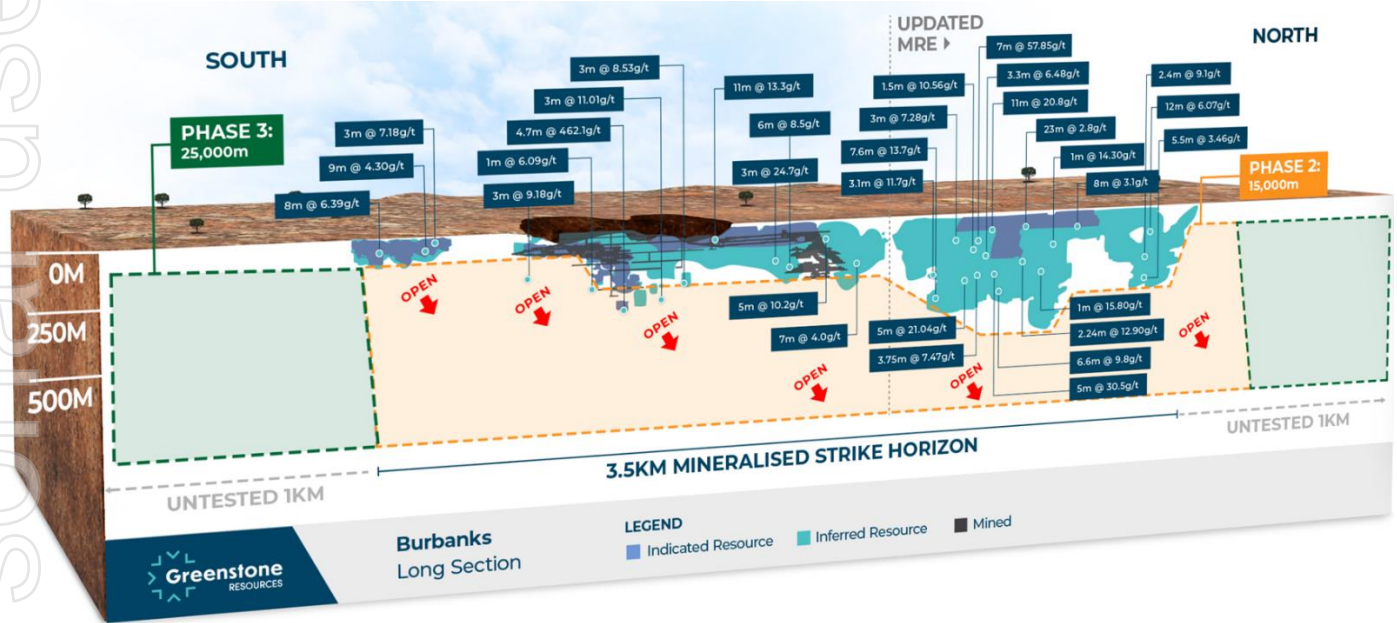 SOUTH
UPDATED
MRE
NORTH
PHASE 3:
25,000m
3m @ 7.18g/t
9m @ 4.30g/t
8m @ 6.39g/t
3m @ 8.53g/t
3m @ 11.01g/t
4.7m @ 462.1g/t
1m @ 6.09g/t
3m @ 9.18g/t
11m @ 13.3g/t
6m @ 8.5g/t
3m @ 24.7g/t
7m @ 57.85g/t
1.5m @ 10.56g/t
3.3m @ 6.48g/t
3m @ 7.28g/t
11m @ 20.8g/t
7.6m @ 13.7g/t
23m @ 2.8g/t
3.1m @ 11.7g/t
1m @ 14.30g/t
8m @ 3.1g/t
2.4m @ 9.1g/t
12m @ 6.07g/t
5.5m @ 3.46g/t
PHASE 2:
15,000m
0M
250M
500M
OPEN
OPEN
OPEN
OPEN
OPEN
OPEN
5m @ 10.2g/t
7m @ 4.0g/t
5m @ 21.04g/t
3.75m @ 7.47g/t
1m @ 15.80g/t
2.24m @ 12.90g/t
6.6m @ 9.8g/t
5m @ 30.5g/t
UNTESTED 1KM
3.5KM MINERALISED STRIKE HORIZON
UNTESTED 1KM
Greenstone
RESOURCES
Burbanks
Long Section
LEGEND
Indicated Resource
Inferred Resource
Mined